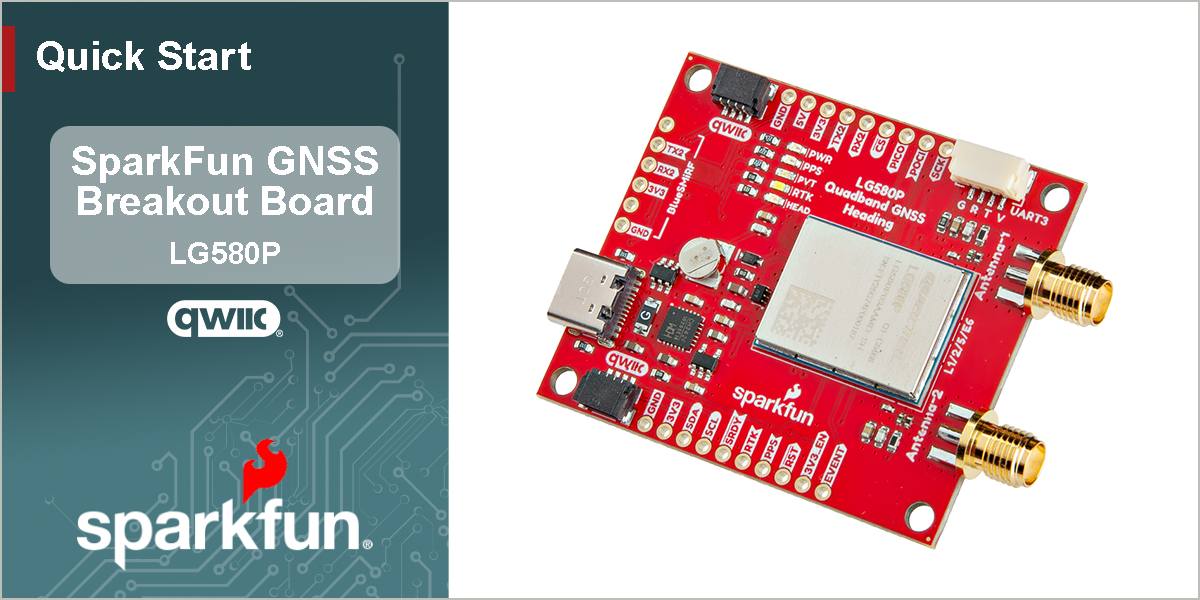 Quick Start
SparkFun GNSS
Breakout Board
LG580P
qwiic®
sparkfun®
qwiic
GND
5V
3V3
TX2
RX2
CS
PICO
POCI
SCK
TX2
RX2
3V3
GND
BlueSMiRF
PWR
PPS
PVT
RTK
HEAD
LG580P
Quadband GNSS
Heading
G R T V
UART3
Antenna-1
L1/2/5/E6
Antenna-2
qwiic
sparkfun
GND
3V3
SDA
SCL
SRDY
RTK
PPS
RST
3V3_EN
EVENT